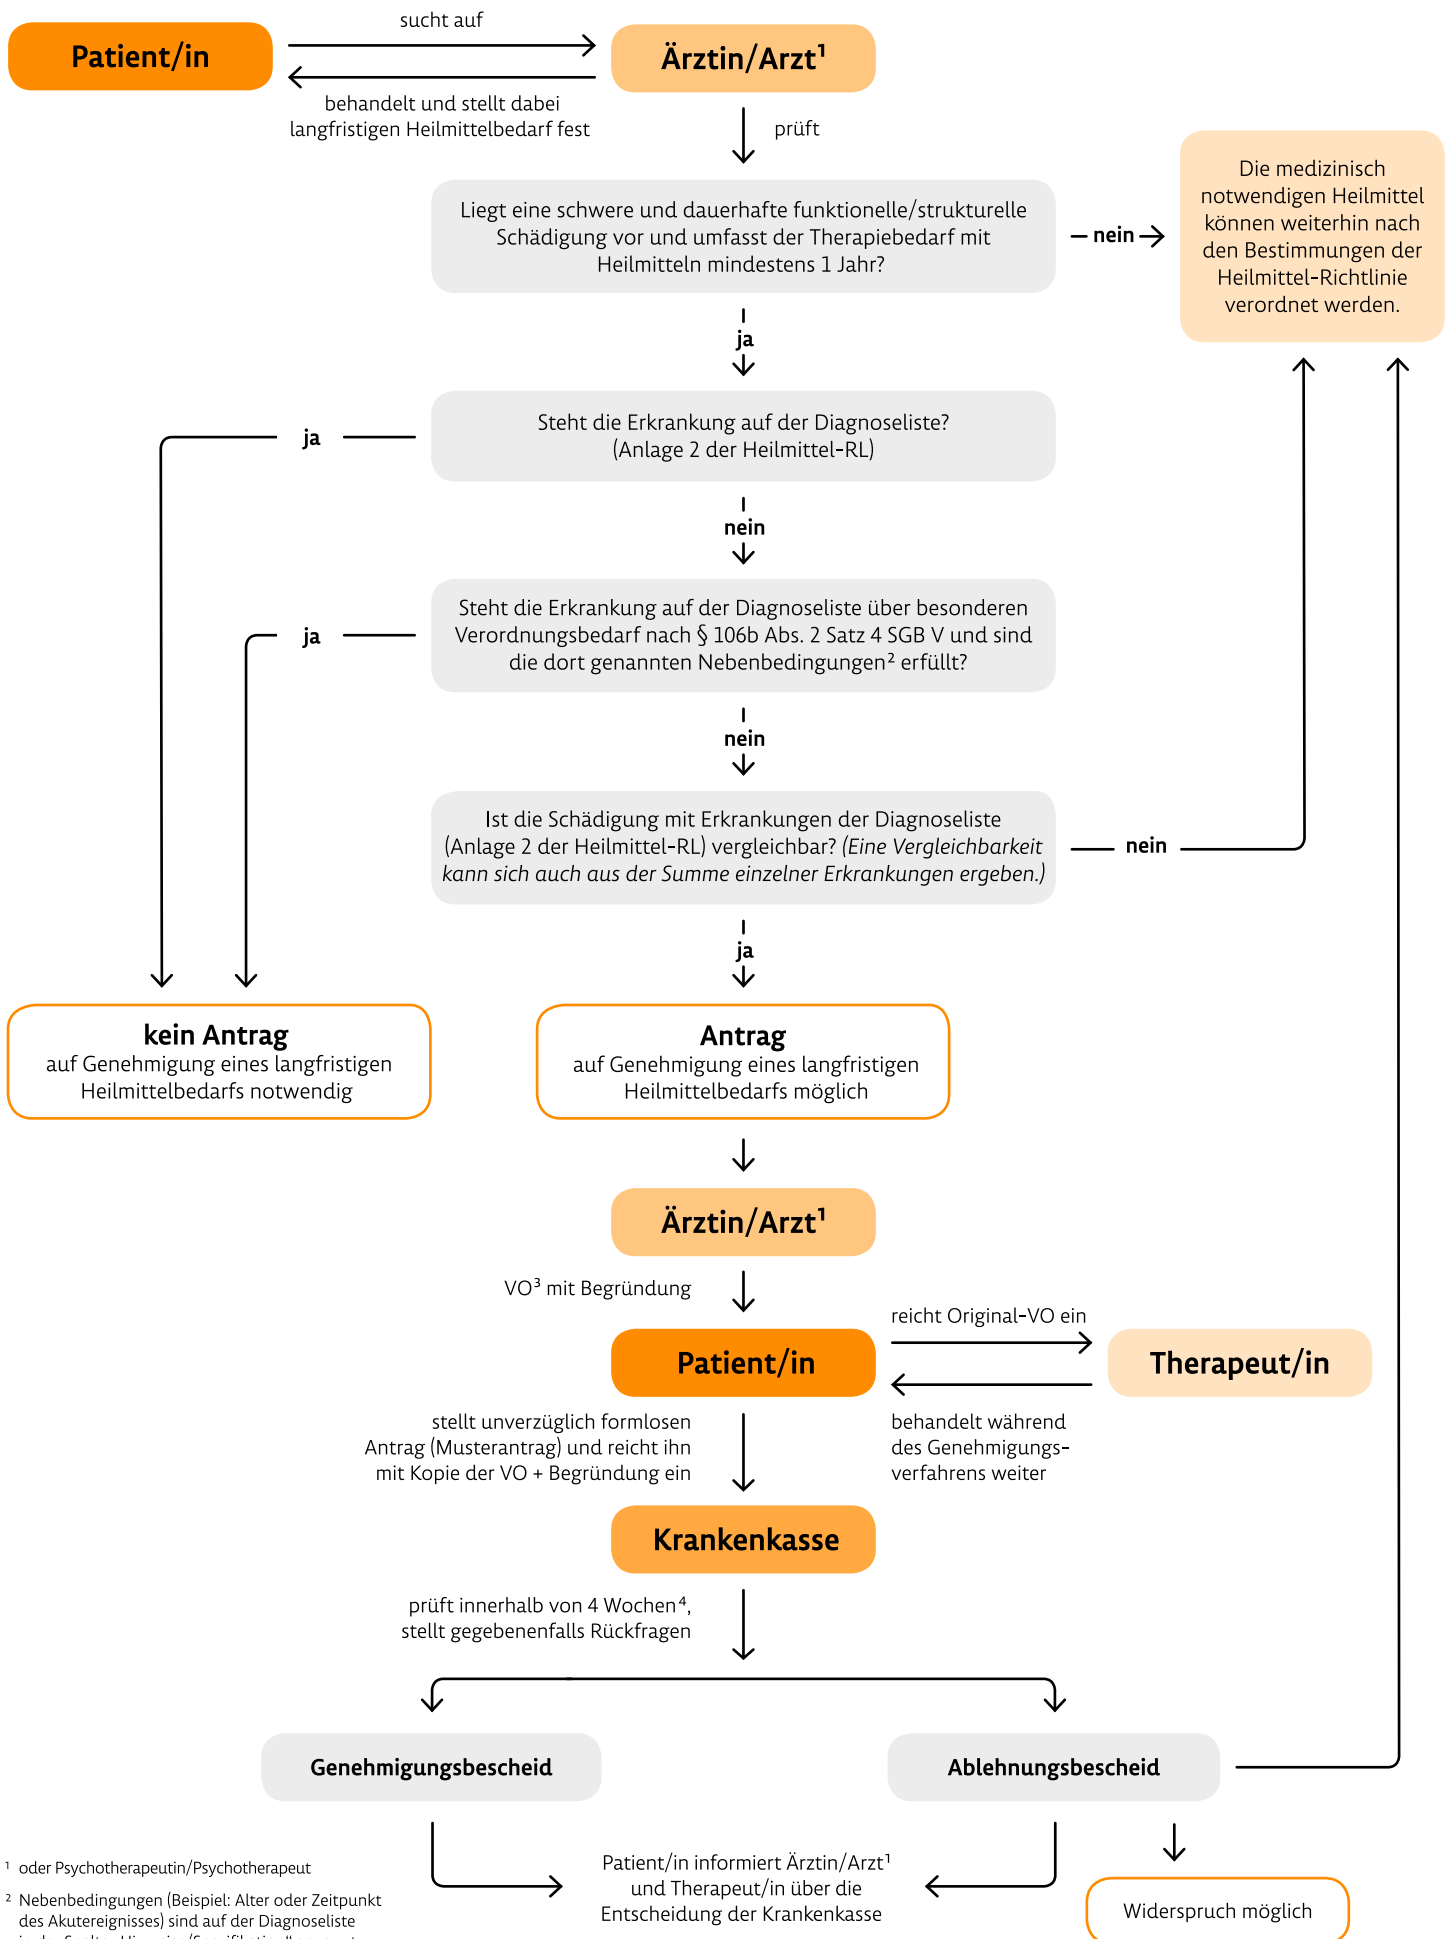 sucht auf
Patient/in
Ärztin/Arzt¹
behandelt und stellt dabei
langfristigen Heilmittelbedarf fest
prüft
Liegt eine schwere und dauerhafte funktionelle/strukturelle
Schädigung vor und umfasst der Therapiebedarf mit
Heilmitteln mindestens 1 Jahr?
nein
Die medizinisch
notwendigen Heilmittel
können weiterhin nach
den Bestimmungen der
Heilmittel-Richtlinie
verordnet werden.
ja
Steht die Erkrankung auf der Diagnoseliste?
(Anlage 2 der Heilmittel-RL)
ja
nein
Steht die Erkrankung auf der Diagnoseliste über besonderen
Verordnungsbedarf nach § 106b Abs. 2 Satz 4 SGB V und sind
die dort genannten Nebenbedingungen² erfüllt?
ja
nein
Ist die Schädigung mit Erkrankungen der Diagnoseliste
(Anlage 2 der Heilmittel-RL) vergleichbar? (Eine Vergleichbarkeit
kann sich auch aus der Summe einzelner Erkrankungen ergeben.)
nein
ja
kein Antrag
auf Genehmigung eines langfristigen
Heilmittelbedarfs notwendig
Antrag
auf Genehmigung eines langfristigen
Heilmittelbedarfs möglich
Ärztin/Arzt¹
VO³ mit Begründung
Patient/in
reicht Original-VO ein
Therapeut/in
behandelt während
des Genehmigungs-
verfahrens weiter
stellt unverzüglich formlosen
Antrag (Musterantrag) und reicht ihn
mit Kopie der VO + Begründung ein
Krankenkasse
prüft innerhalb von 4 Wochen⁴,
stellt gegebenenfalls Rückfragen
Genehmigungsbescheid
Ablehnungsbescheid
Patient/in informiert Ärztin/Arzt¹
und Therapeut/in über die
Entscheidung der Krankenkasse
Widerspruch möglich
¹ oder Psychotherapeutin/Psychotherapeut
² Nebenbedingungen (Beispiel: Alter oder Zeitpunkt
des Akutereignisses) sind auf der Diagnoseliste